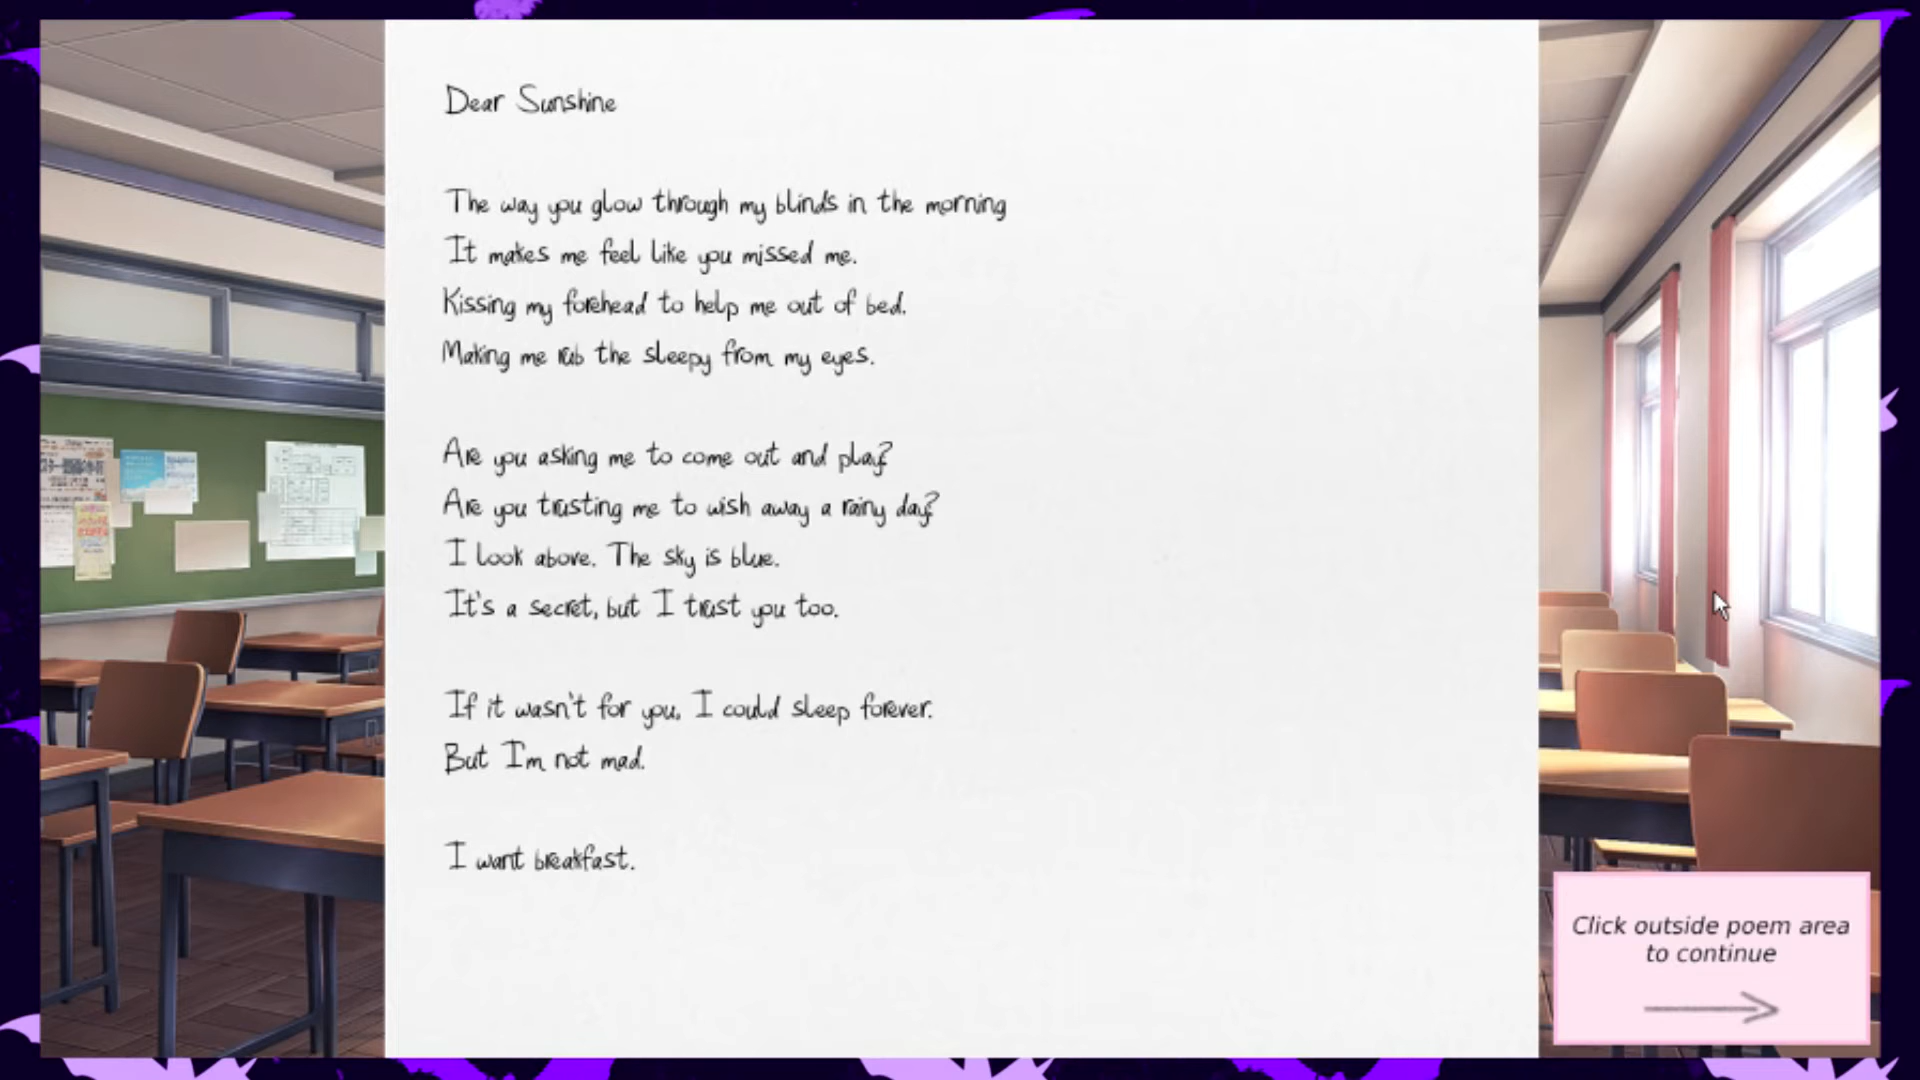 Dear Sunshine
The way you glow through my blinds in the morning
It makes me feel like you missed me.
Kissing my forehead to help me out of bed.
Making me rub the sleepy from my eyes.
Are you asking me to come out and play?
Are you trusting me to wish away a rainy day?
I look above. The sky is blue.
It's a secret, but I trust you too.
If it wasn't for you, I could sleep forever.
But I'm not mad.
I want breakfast.
Click outside poem area
to continue